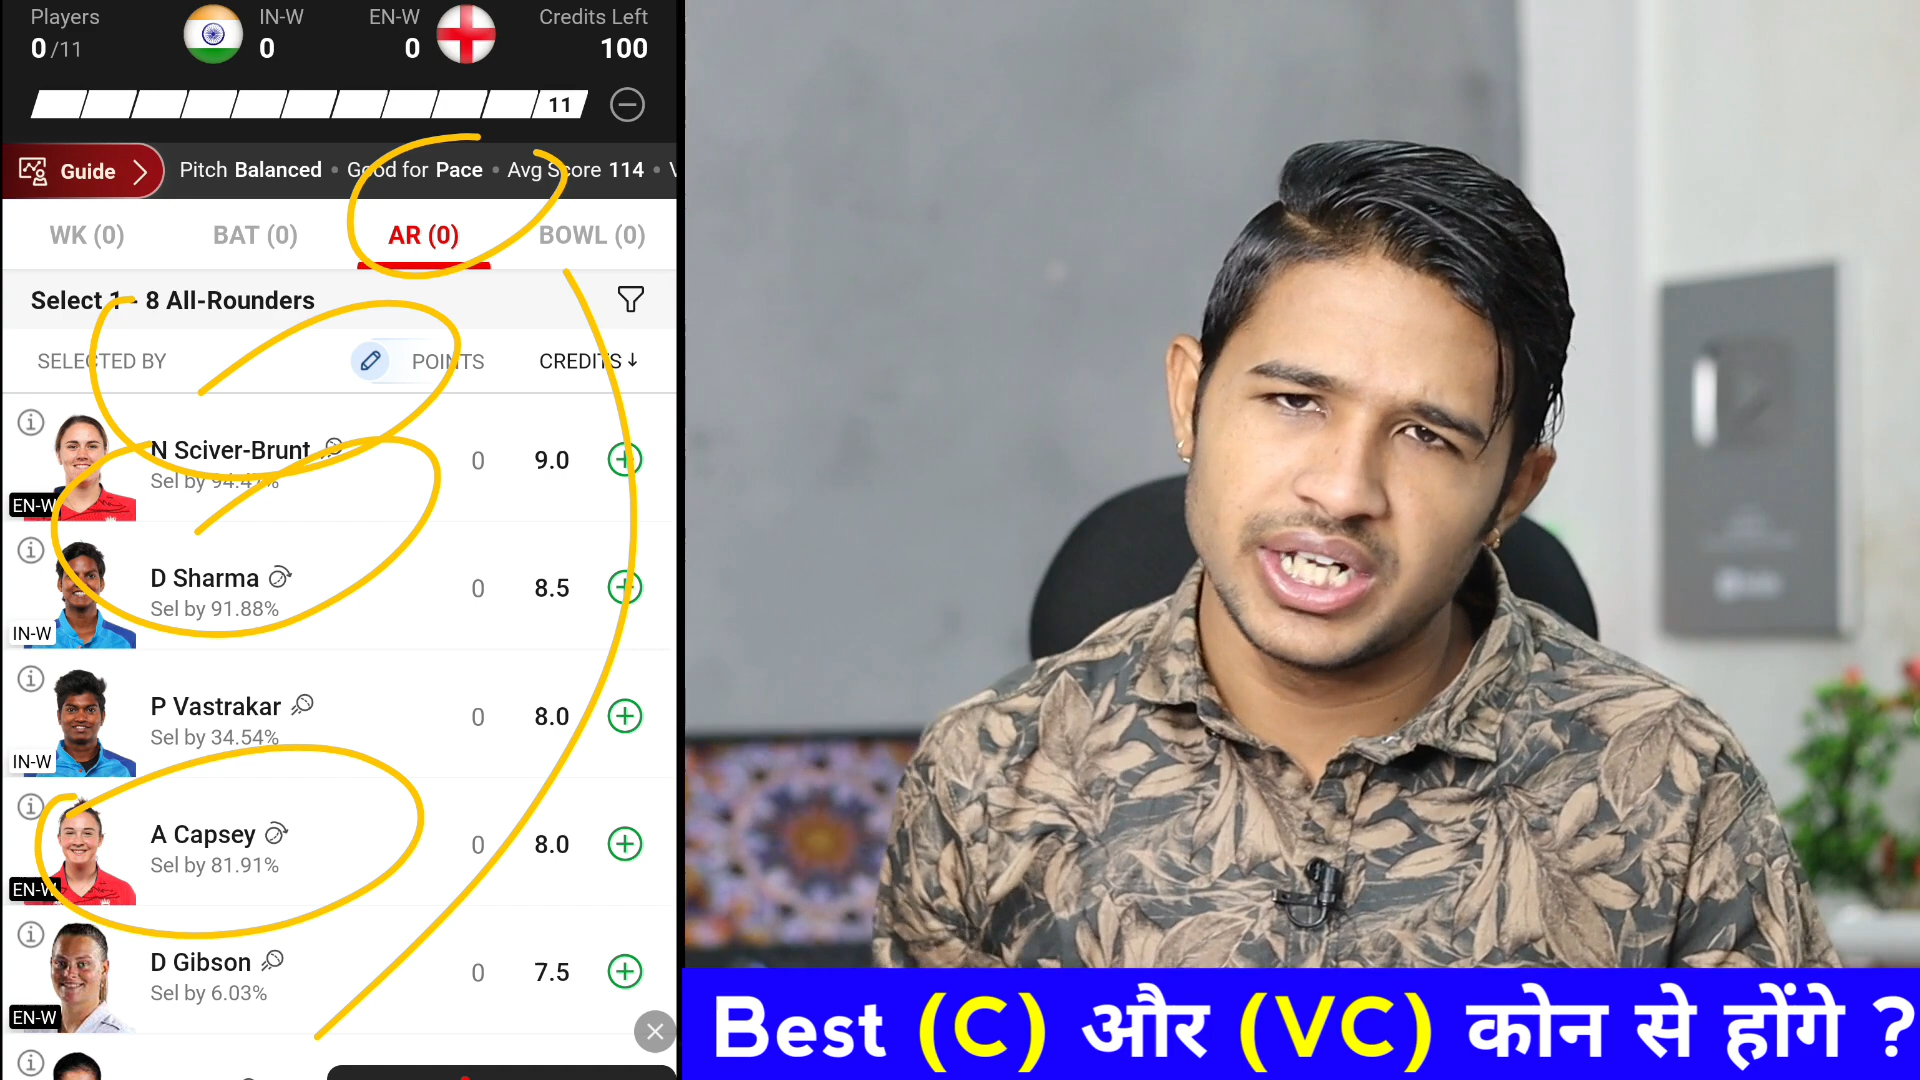 Players
0 /11
IN-W
0
EN-W
0
Credits Left
100
11
Guide
Pitch Balanced • Good for Pace • Avg Score 114 • V
WK (0)
BAT (0)
AR (0)
BOWL (0)
Select 1 - 8 All-Rounders
SELECTED BY
POINTS
CREDITS↓
N Sciver-Brunt
Sel by 94.47%
EN-W
0
9.0
D Sharma
Sel by 91.88%
IN-W
0
8.5
P Vastrakar
Sel by 34.54%
IN-W
0
8.0
A Capsey
Sel by 81.91%
EN-W
0
8.0
D Gibson
Sel by 6.03%
EN-W
0
7.5
Best (C) और (VC) कोन से होंगे ?